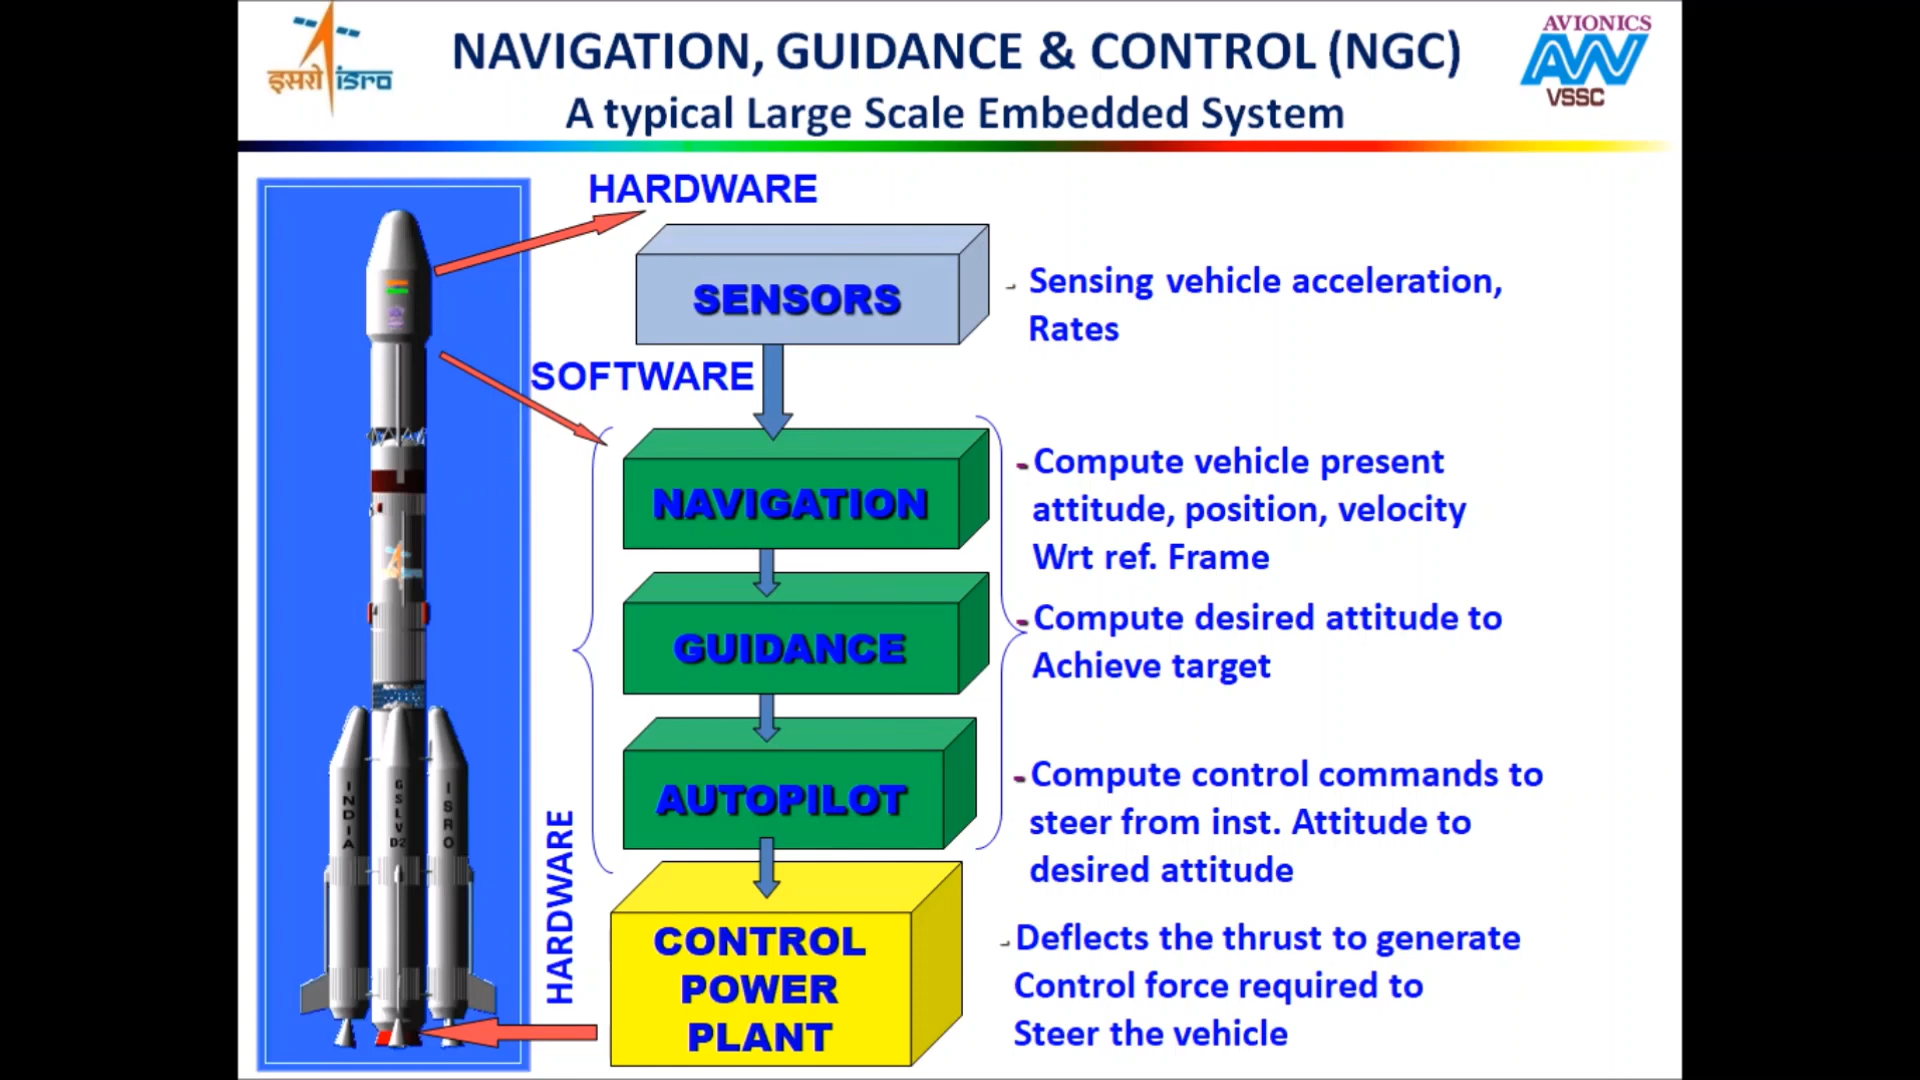 इसरो isro
NAVIGATION, GUIDANCE & CONTROL (NGC)
A typical Large Scale Embedded System
AVIONICS
VSSC
HARDWARE
SENSORS
- Sensing vehicle acceleration,
Rates
SOFTWARE
NAVIGATION
-Compute vehicle present
attitude, position, velocity
Wrt ref. Frame
GUIDANCE
-Compute desired attitude to
Achieve target
AUTOPILOT
-Compute control commands to
steer from inst. Attitude to
desired attitude
HARDWARE
CONTROL
POWER
PLANT
-Deflects the thrust to generate
Control force required to
Steer the vehicle
INDIA
GSLV
D2
ISRO